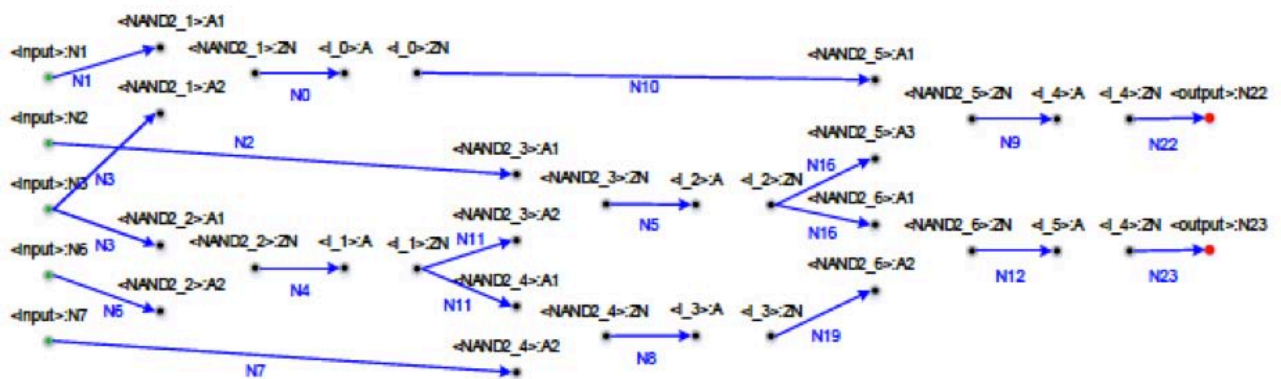 <NAND2_1>:A1
<Input>:N1
<NAND2_1>:ZN
<I_0>:A
<I_0>:ZN
<NAND2_5>:A1
N1
<NAND2_1>:A2
N0
N10
<NAND2_5>:ZN
<I_4>:A
<I_4>:ZN
<output>:N22
<Input>:N2
N2
<NAND2_5>:A3
N9
N22
<NAND2_3>:A1
N16
<Input>:N3
N3
<NAND2_3>:ZN
<I_2>:A
<I_2>:ZN
<NAND2_6>:A1
<NAND2_2>:A1
<NAND2_3>:A2
N5
N16
<NAND2_6>:ZN
<I_5>:A
<I_4>:ZN
<output>:N23
N3
<NAND2_2>:ZN
<I_1>:A
<I_1>:ZN
N11
<Input>:N6
<NAND2_2>:A2
N4
N11
<NAND2_4>:A1
<NAND2_6>:A2
N12
N23
N6
<Input>:N7
<NAND2_4>:ZN
<I_3>:A
<I_3>:ZN
N19
<NAND2_4>:A2
N8
N7